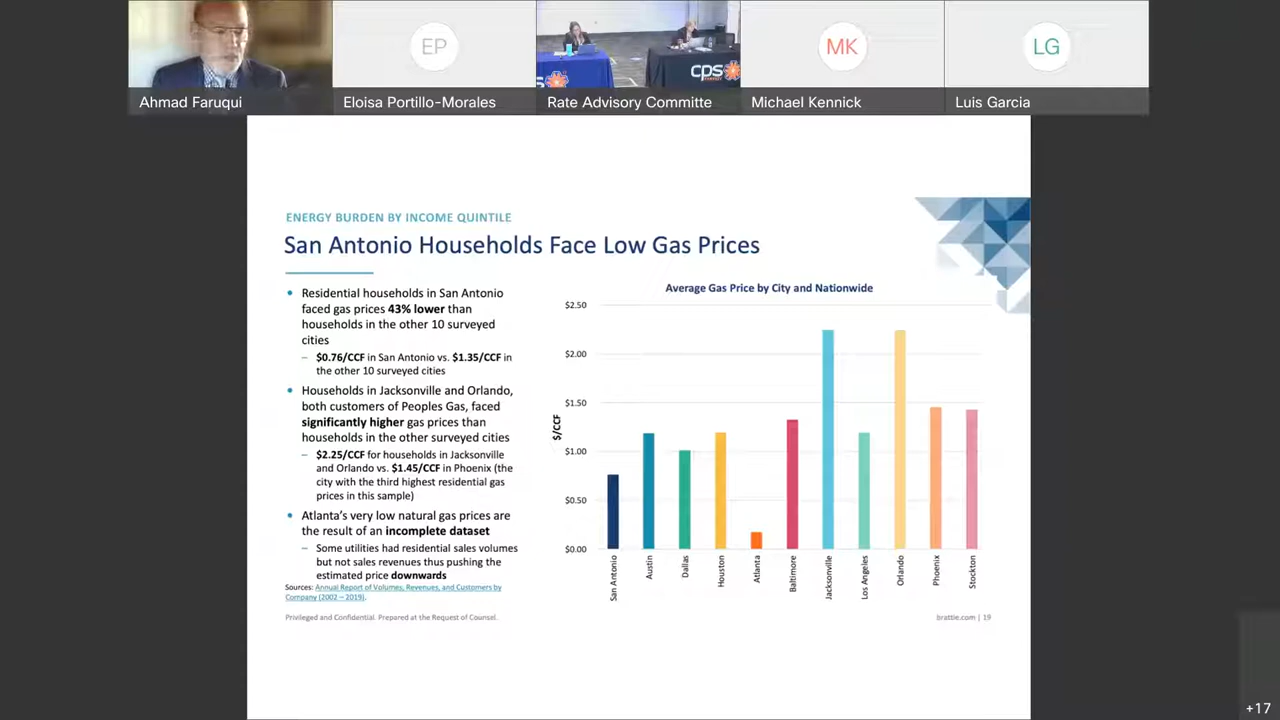 EP
MK
LG
cps
Ahmad Faruqui
Eloisa Portillo-Morales
Rate Advisory Committe
Michael Kennick
Luis Garcia
ENERGY BURDEN BY INCOME QUINTILE
San Antonio Households Face Low Gas Prices
• Residential households in San Antonio
faced gas prices 43% lower than
households in the other 10 surveyed
cities
– $0.76/CCF in San Antonio vs. $1.35/CCF in
the other 10 surveyed cities
• Households in Jacksonville and Orlando,
both customers of Peoples Gas, faced
significantly higher gas prices than
households in the other surveyed cities
– $2.25/CCF for households in Jacksonville
and Orlando vs. $1.45/CCF in Phoenix (the
city with the third highest residential gas
prices in this sample)
• Atlanta's very low natural gas prices are
the result of an incomplete dataset
– Some utilities had residential sales volumes
but not sales revenues thus pushing the
estimated price downwards
Sources: Annual Report of Volumes, Revenues, and Customers by
Company (2002 – 2019).
Average Gas Price by City and Nationwide
$/CCF
$2.50
$2.00
$1.50
$1.00
$0.50
$0.00
San Antonio
Austin
Dallas
Houston
Atlanta
Baltimore
Jacksonville
Los Angeles
Orlando
Phoenix
Stockton
Privileged and Confidential. Prepared at the Request of Counsel.
brattle.com | 19
+17